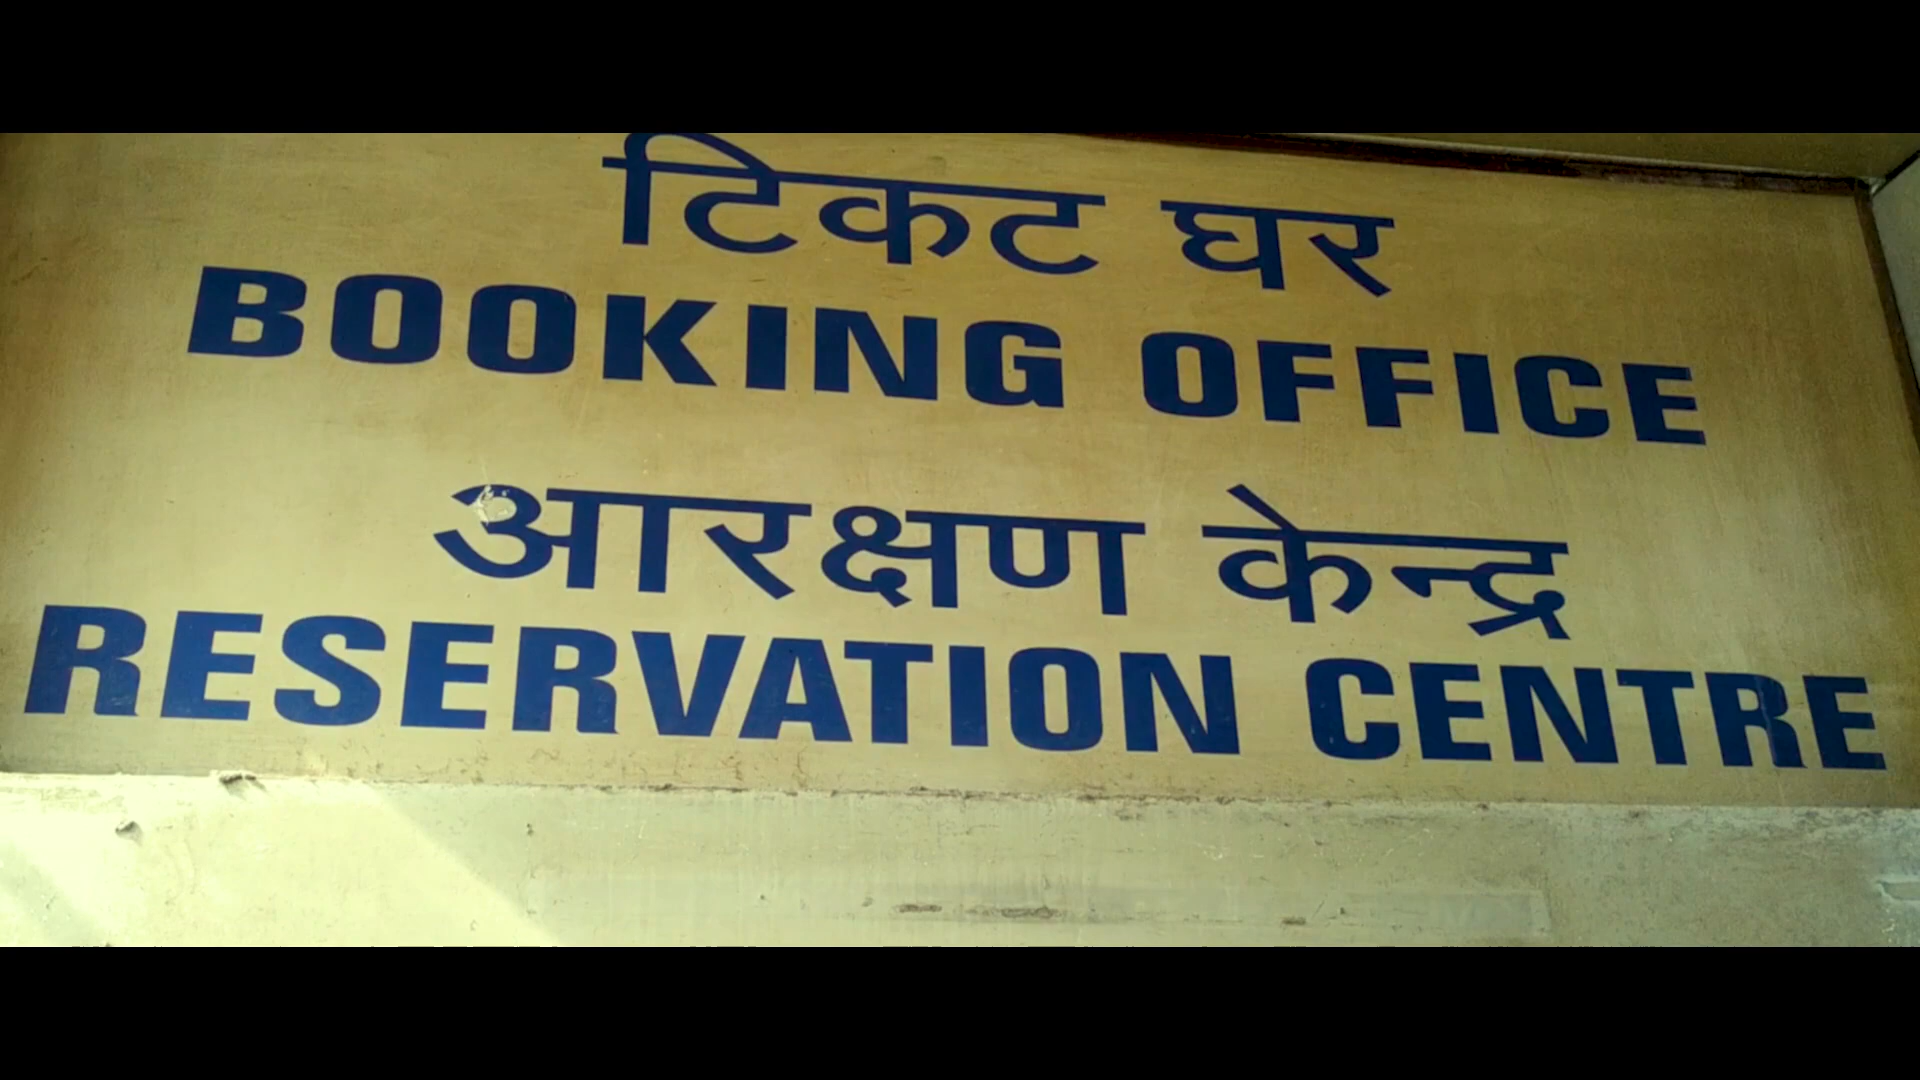 टिकट घर
BOOKING OFFICE
आरक्षण केन्द्र
RESERVATION CENTRE